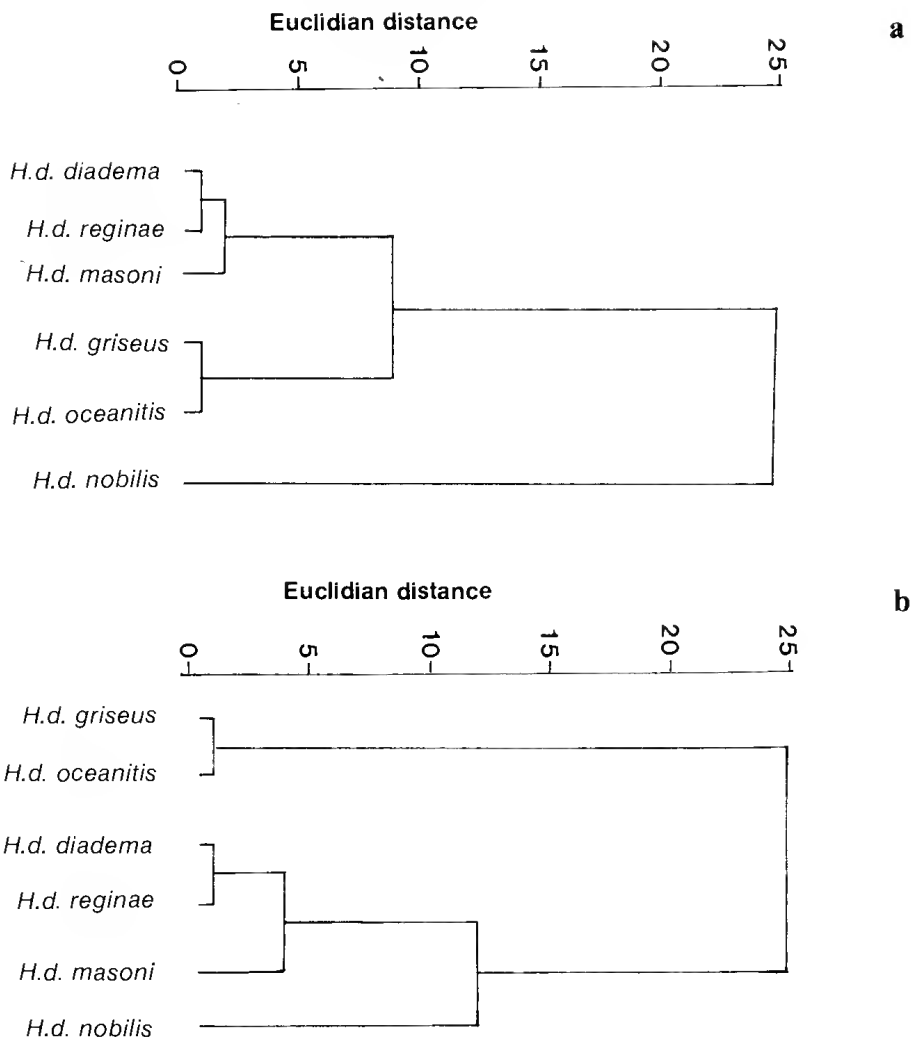 Euclidian distance
a
0 5 10 15 20 25
H.d. diadema
H.d. reginae
H.d. masoni
H.d. griseus
H.d. oceanitis
H.d. nobilis
Euclidian distance
b
0 5 10 15 20 25
H.d. griseus
H.d. oceanitis
H.d. diadema
H.d. reginae
H.d. masoni
H.d. nobilis